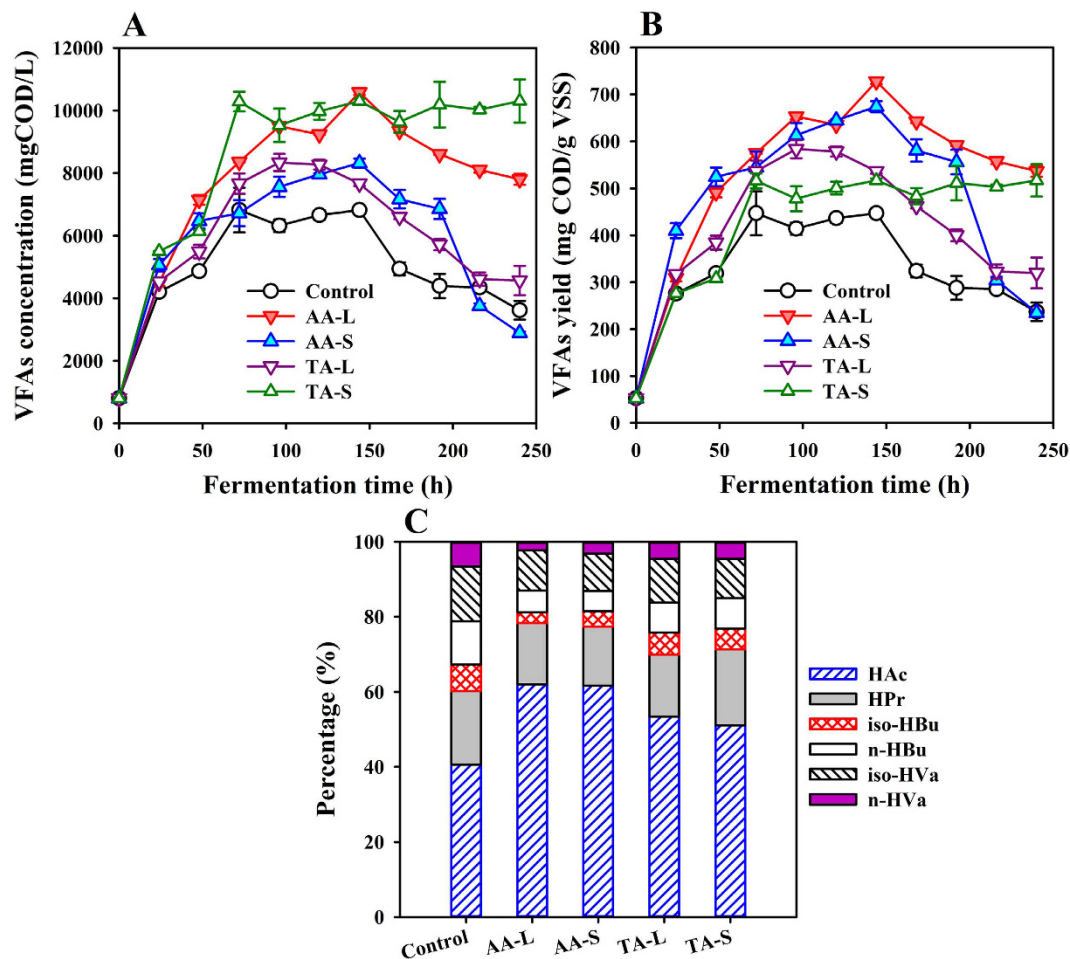 A
VFAs concentration (mgCOD/L)
12000
10000
8000
6000
4000
2000
0
Control
AA-L
AA-S
TA-L
TA-S
0 50 100 150 200 250
Fermentation time (h)
B
VFAs yield (mg COD/g VSS)
800
700
600
500
400
300
200
100
0
Control
AA-L
AA-S
TA-L
TA-S
0 50 100 150 200 250
Fermentation time (h)
C
Percentage (%)
100
80
60
40
20
0
Control AA-L AA-S TA-L TA-S
HAc
HPr
iso-HBu
n-HBu
iso-HVa
n-HVa